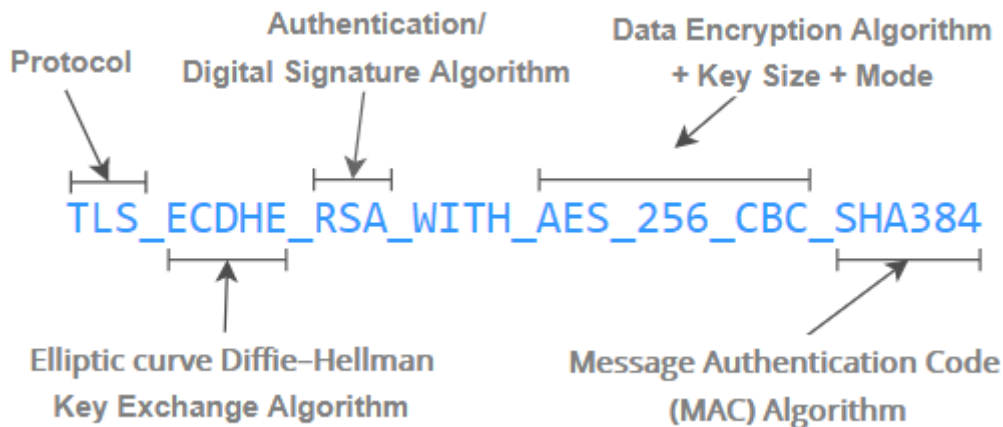 Protocol
Authentication/
Digital Signature Algorithm
Data Encryption Algorithm
+ Key Size + Mode
TLS_ECDHE_RSA_WITH_AES_256_CBC_SHA384
Elliptic curve Diffie–Hellman
Key Exchange Algorithm
Message Authentication Code
(MAC) Algorithm